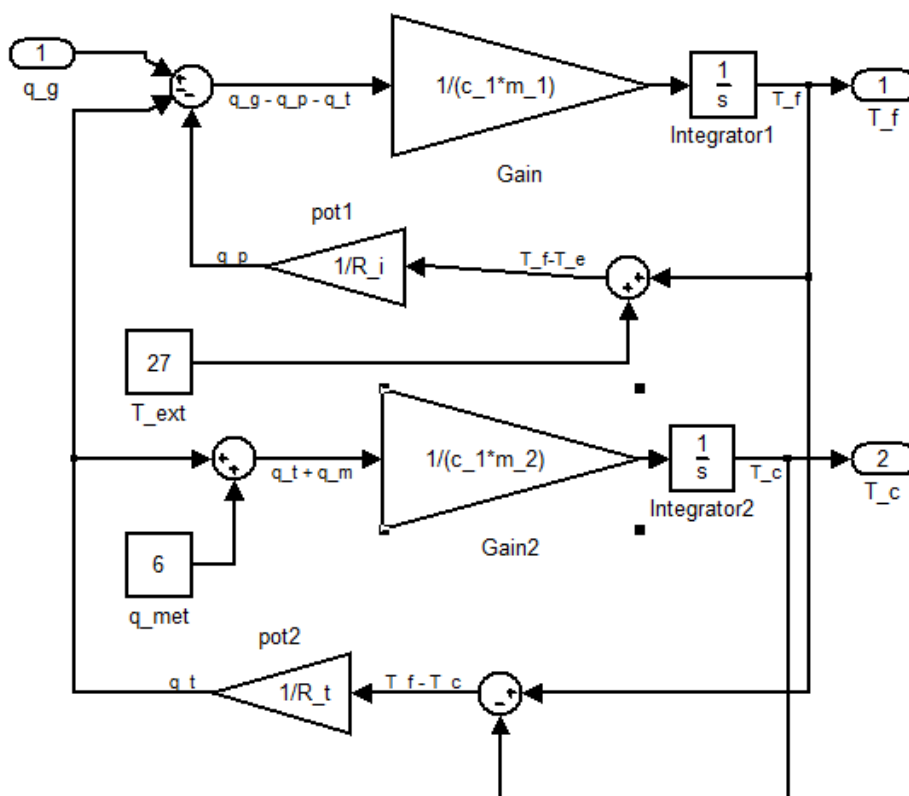 1
q_g
+
-
-
q_g - q_p - q_t
1/(c_1*m_1)
Gain
1
s
Integrator1
T_f
1
T_f
pot1
q_p
1/R_i
T_f-T_e
+
+
27
T_ext
+
+
q_t + q_m
1/(c_1*m_2)
Gain2
1
s
Integrator2
T_c
2
T_c
6
q_met
pot2
q_t
1/R_t
T_f - T_c
+
-